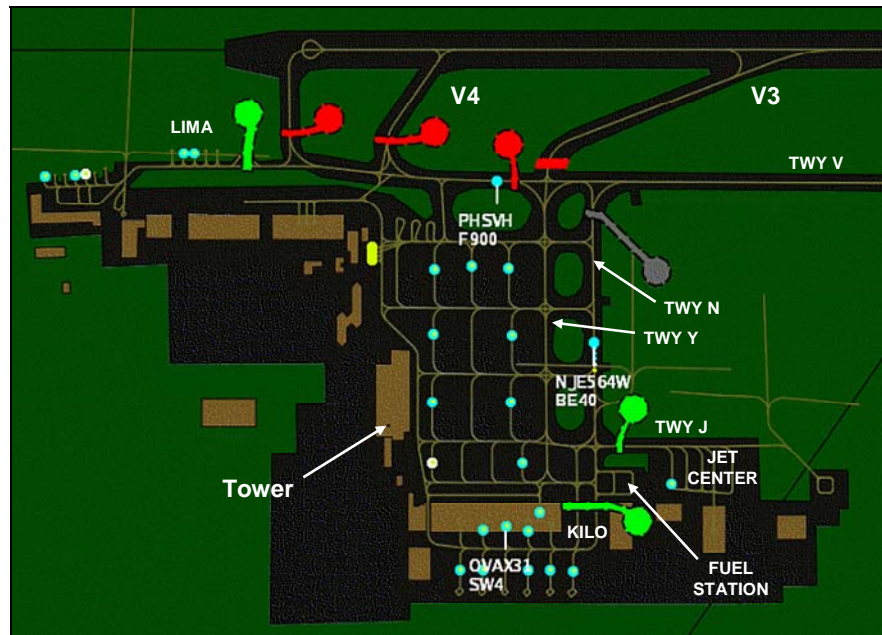 V4
V3
LIMA
TWY V
PHSVH
F900
TWY N
TWY Y
NJE564W
BE40
TWY J
JET
CENTER
Tower
KILO
OVAX31
SW4
FUEL
STATION